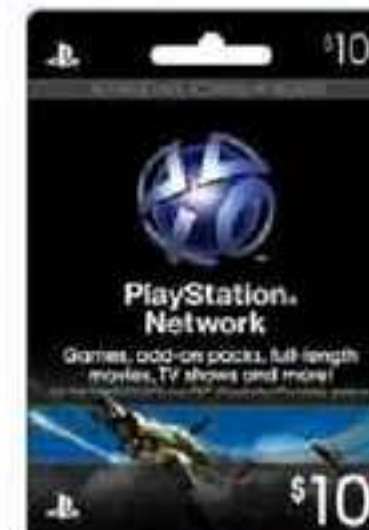 $10
PlayStation®
Network
Games, add-on packs, full-length
movies, TV shows and more!
$10